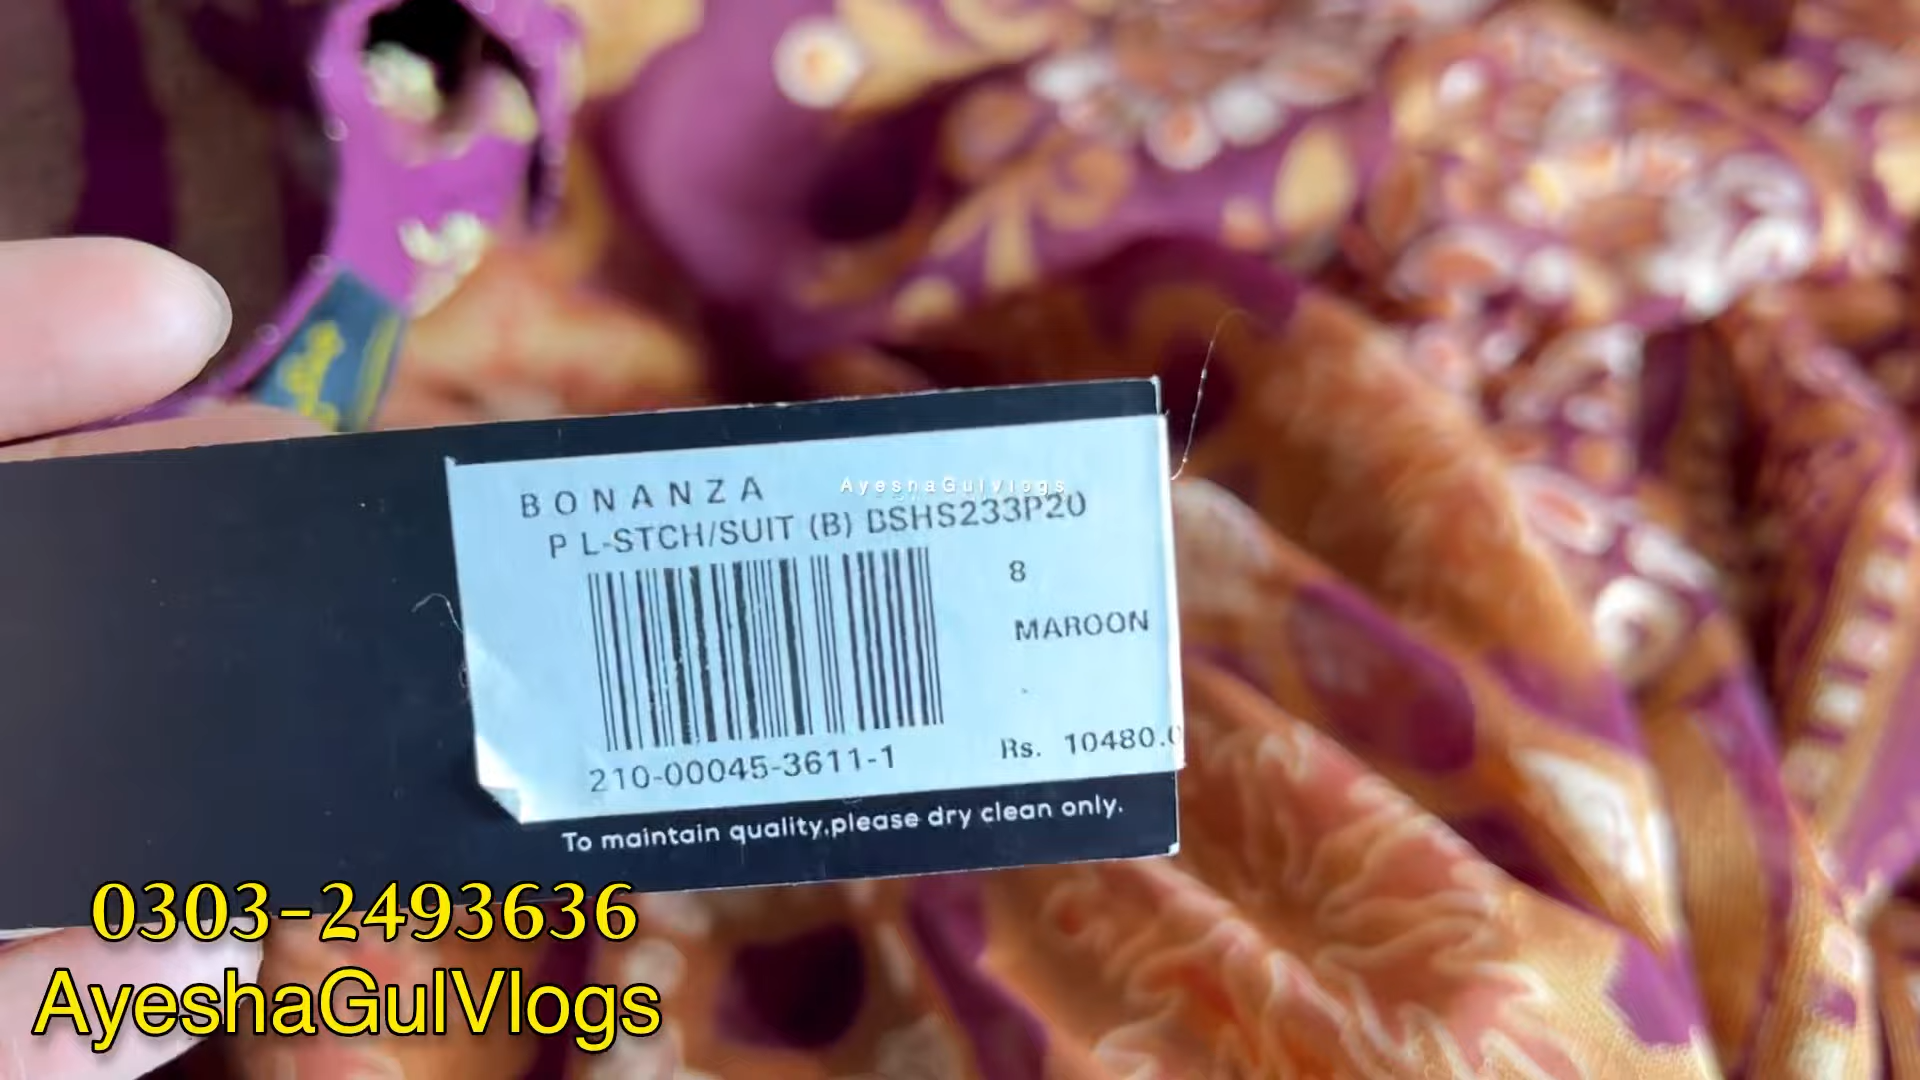 BONANZA
AyeshaGulVlogs
P L-STCH/SUIT (B) BSHS233P20
8
MAROON
210-00045-3611-1
Rs. 10480.0
To maintain quality,please dry clean only.
0303-2493636
AyeshaGulVlogs